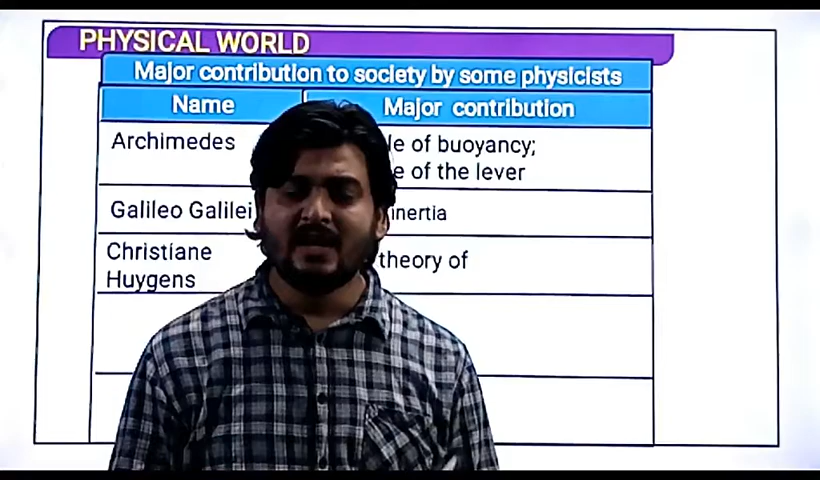 PHYSICAL WORLD
Major contribution to society by some physicists
Name Major contribution
Archimedes le of buoyancy;
e of the lever
Galileo Galilei inertia
Christiane theory of
Huygens